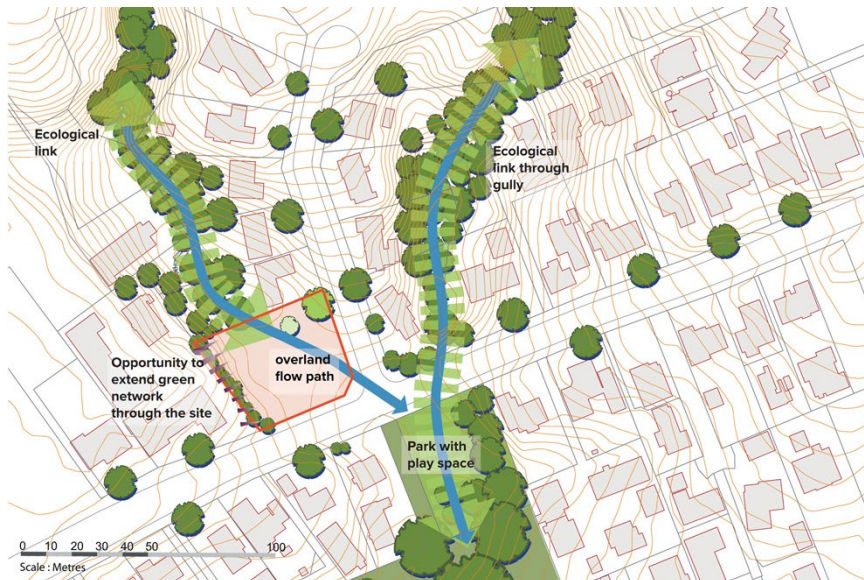 Ecological
link
Ecological
link through
gully
Opportunity to
extend green
network
through the site
overland
flow path
Park with
play space
0 10 20 30 40 50 100
Scale : Metres